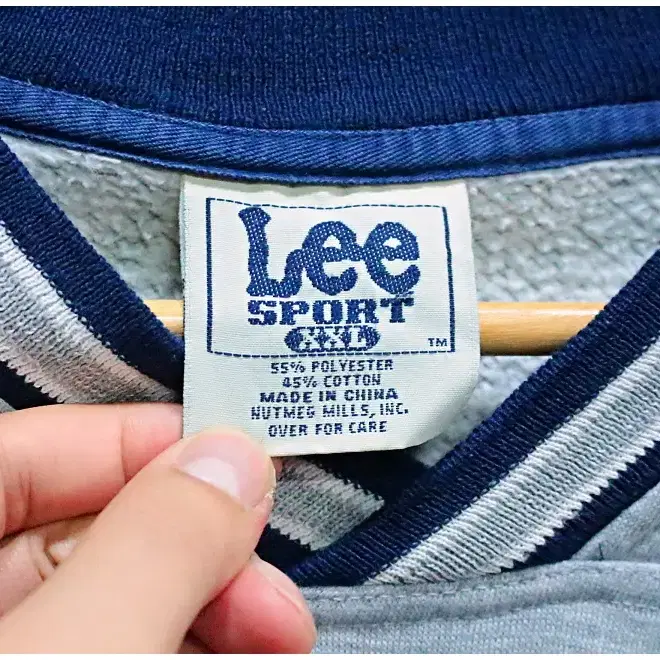 Lee
SPORT
XXL
TM
55% POLYESTER
45% COTTON
MADE IN CHINA
NUTMEG MILLS, INC.
OVER FOR CARE